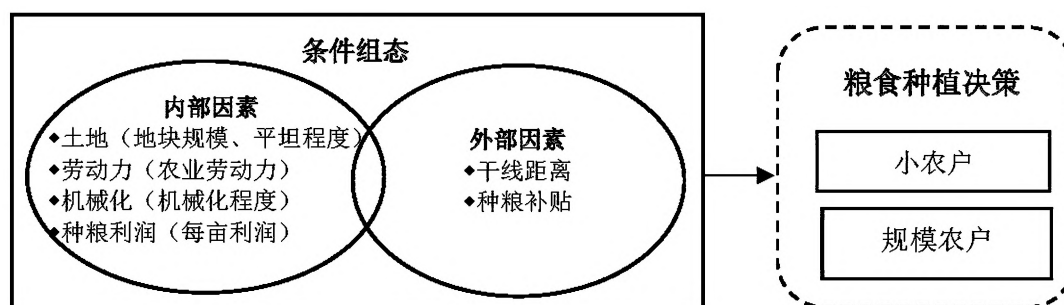 条件组态
内部因素
◆土地（地块规模、平坦程度）
◆劳动力（农业劳动力）
◆机械化（机械化程度）
◆种粮利润（每亩利润）
外部因素
◆干线距离
◆种粮补贴
粮食种植决策
小农户
规模农户